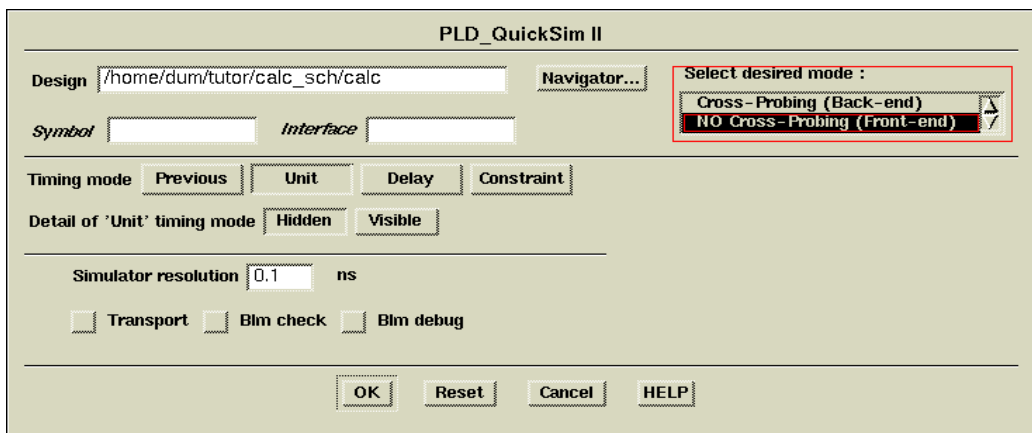 PLD_QuickSim II
Design /home/dum/tutor/calc_sch/calc Navigator...
Select desired mode :
Cross-Probing (Back-end)
NO Cross-Probing (Front-end)
Symbol Interface
Timing mode Previous Unit Delay Constraint
Detail of 'Unit' timing mode Hidden Visible
Simulator resolution 0.1 ns
Transport Blm check Blm debug
OK Reset Cancel HELP